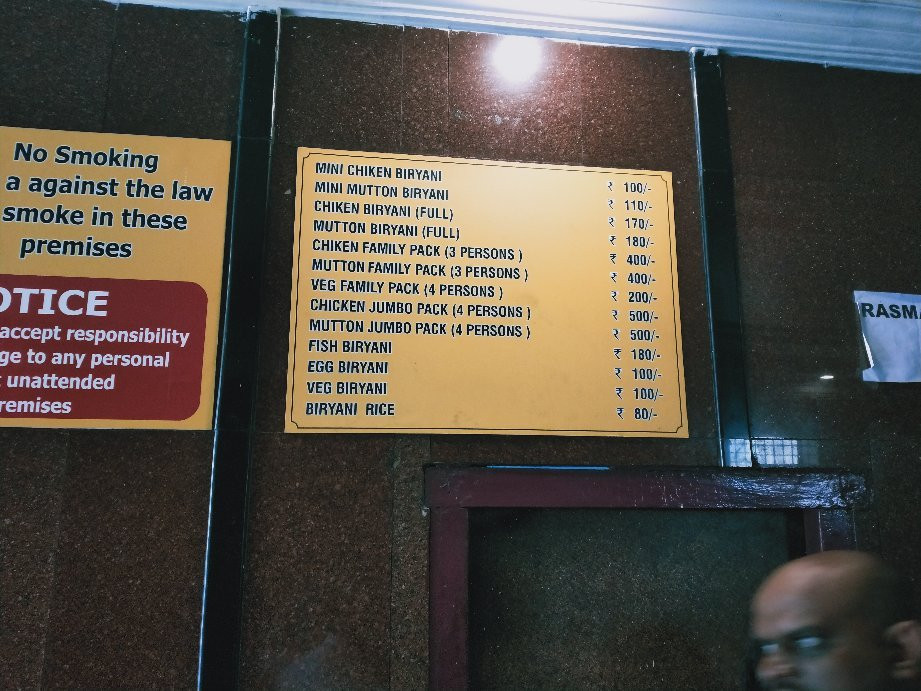 No Smoking
a against the law
smoke in these
premises
OTICE
accept responsibility
ge to any personal
unattended
remises
MINI CHIKEN BIRYANI ₹ 100/-
MINI MUTTON BIRYANI ₹ 110/-
CHIKEN BIRYANI (FULL) ₹ 170/-
MUTTON BIRYANI (FULL) ₹ 180/-
CHIKEN FAMILY PACK (3 PERSONS ) ₹ 400/-
MUTTON FAMILY PACK (3 PERSONS ) ₹ 400/-
VEG FAMILY PACK (4 PERSONS ) ₹ 200/-
CHICKEN JUMBO PACK (4 PERSONS ) ₹ 500/-
MUTTON JUMBO PACK (4 PERSONS ) ₹ 500/-
FISH BIRYANI ₹ 180/-
EGG BIRYANI ₹ 100/-
VEG BIRYANI ₹ 100/-
BIRYANI RICE ₹ 80/-
RASMA